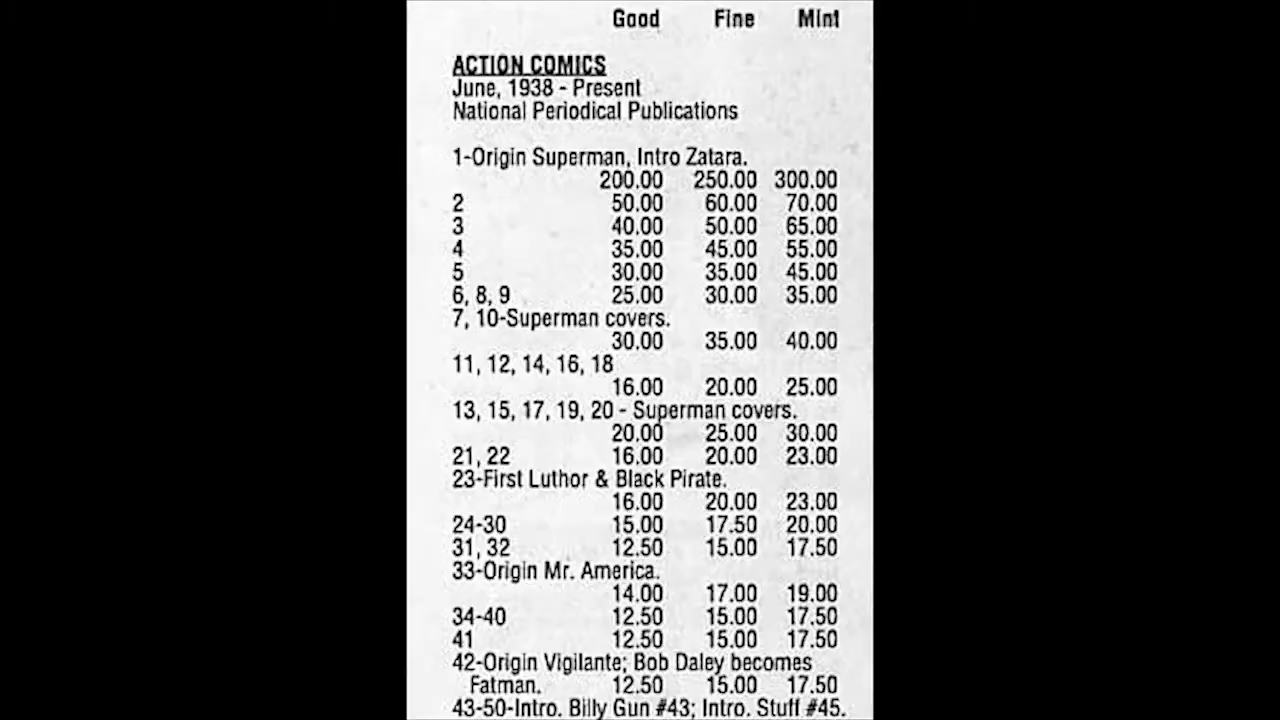 Good Fine Mint
ACTION COMICS
June, 1938 - Present
National Periodical Publications
1-Origin Superman, Intro Zatara.
200.00 250.00 300.00
2 50.00 60.00 70.00
3 40.00 50.00 65.00
4 35.00 45.00 55.00
5 30.00 35.00 45.00
6, 8, 9 25.00 30.00 35.00
7, 10-Superman covers.
30.00 35.00 40.00
11, 12, 14, 16, 18
16.00 20.00 25.00
13, 15, 17, 19, 20 - Superman covers.
20.00 25.00 30.00
21, 22 16.00 20.00 23.00
23-First Luthor & Black Pirate.
16.00 20.00 23.00
24-30 15.00 17.50 20.00
31, 32 12.50 15.00 17.50
33-Origin Mr. America.
14.00 17.00 19.00
34-40 12.50 15.00 17.50
41 12.50 15.00 17.50
42-Origin Vigilante; Bob Daley becomes
Fatman. 12.50 15.00 17.50
43-50-Intro. Billy Gun #43; Intro. Stuff #45.